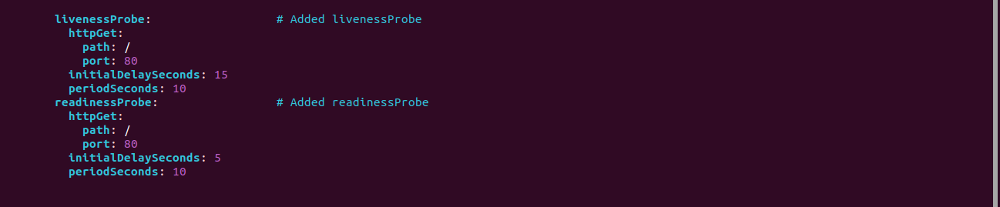 livenessProbe:                  # Added livenessProbe
  httpGet:
    path: /
    port: 80
  initialDelaySeconds: 15
  periodSeconds: 10
readinessProbe:                 # Added readinessProbe
  httpGet:
    path: /
    port: 80
  initialDelaySeconds: 5
  periodSeconds: 10